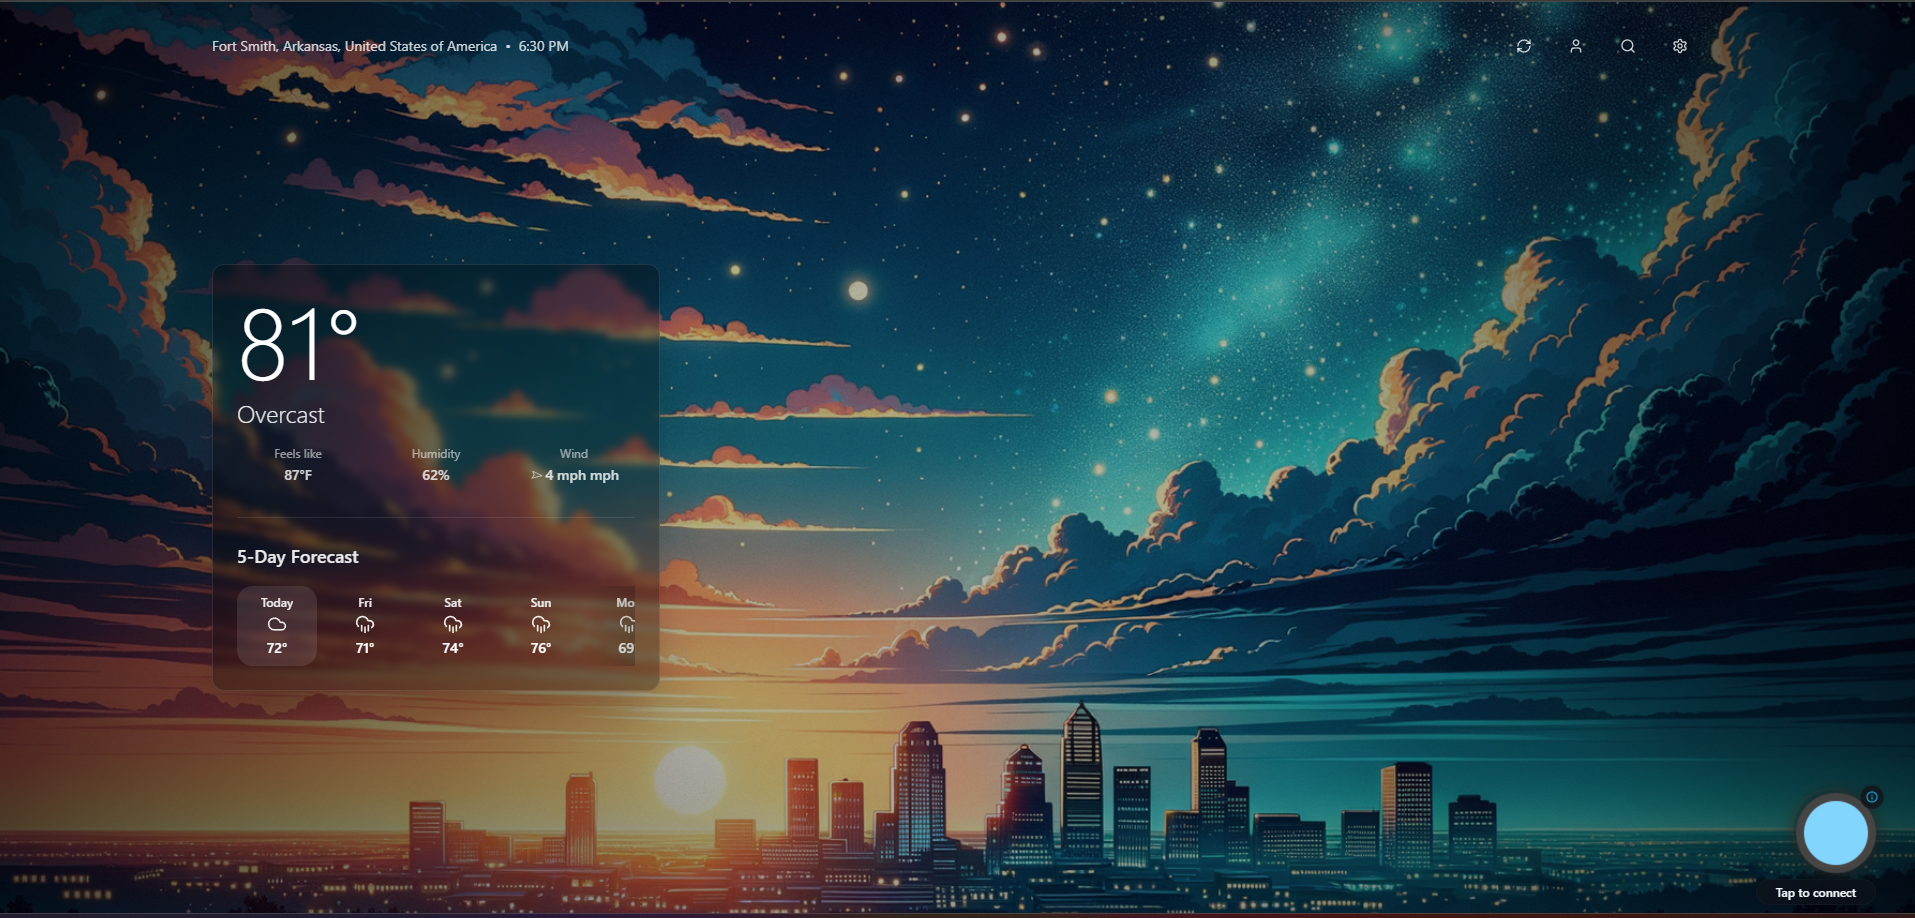 Fort Smith, Arkansas, United States of America • 6:30 PM
81°
Overcast
Feels like Humidity Wind
87°F 62% 4 mph mph
5-Day Forecast
Today Fri Sat Sun Mo
72° 71° 74° 76° 69
Tap to connect